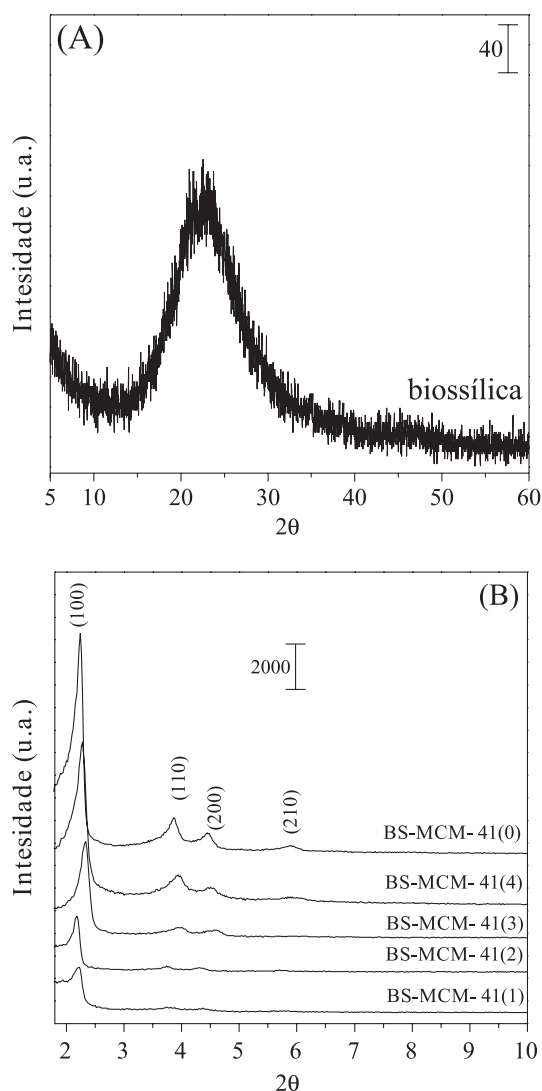 (A)
40
Intesidade (u.a.)
biossílica
5 10 20 30 40 50 60
2θ
(B)
(100)
2000
Intesidade (u.a.)
(110)
(200)
(210)
BS-MCM- 41(0)
BS-MCM- 41(4)
BS-MCM- 41(3)
BS-MCM- 41(2)
BS-MCM- 41(1)
2 3 4 5 6 7 8 9 10
2θ